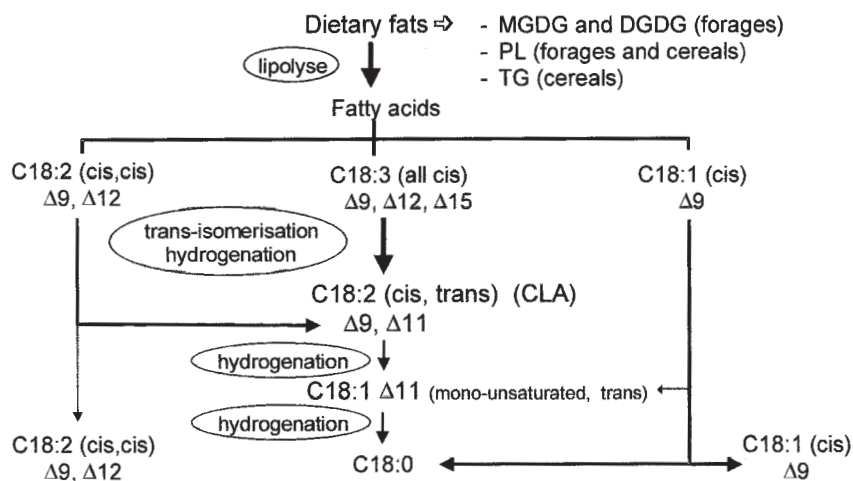 Dietary fats ⇨ - MGDG and DGDG (forages)
- PL (forages and cereals)
- TG (cereals)
lipolyse
Fatty acids
C18:2 (cis,cis)
Δ9, Δ12
C18:3 (all cis)
Δ9, Δ12, Δ15
C18:1 (cis)
Δ9
trans-isomerisation
hydrogenation
C18:2 (cis, trans) (CLA)
Δ9, Δ11
hydrogenation
C18:1 Δ11 (mono-unsaturated, trans)
hydrogenation
C18:2 (cis,cis)
Δ9, Δ12
C18:0
C18:1 (cis)
Δ9